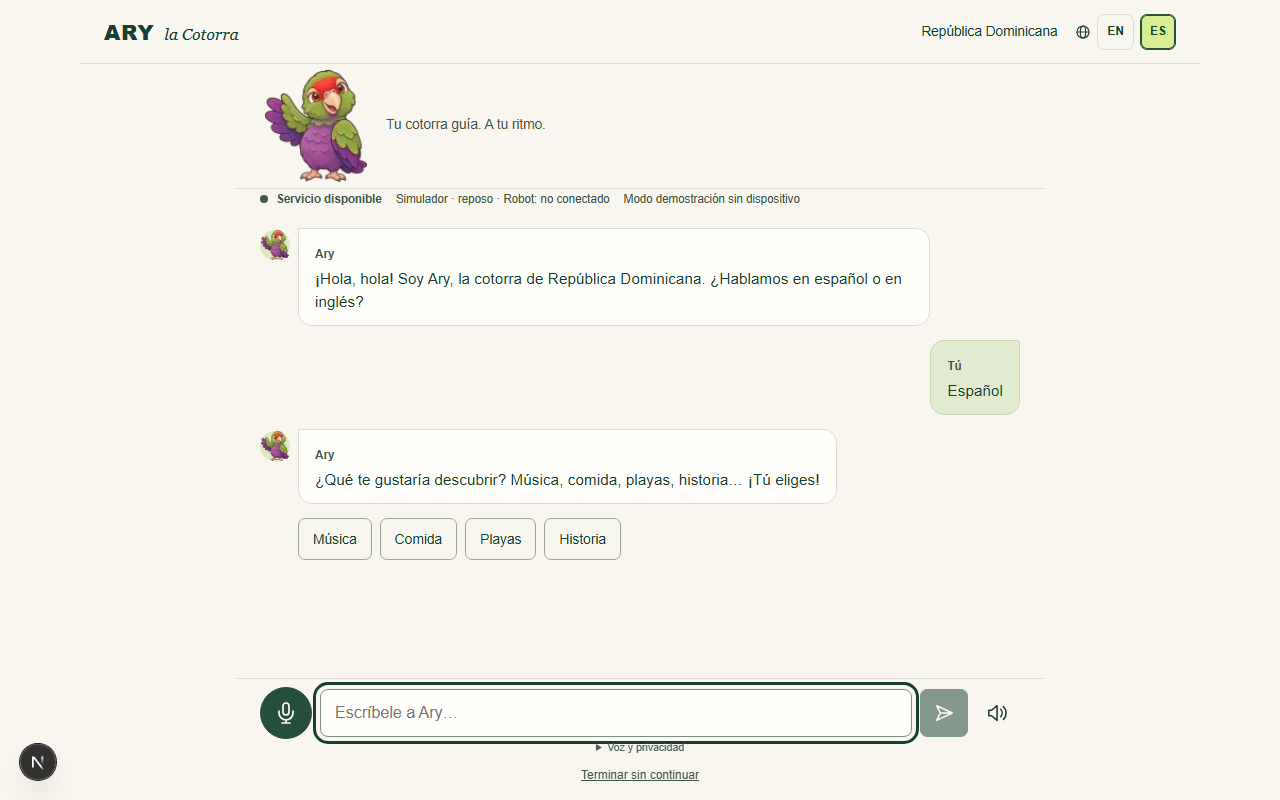 ARY la Cotorra
República Dominicana
EN
ES
Tu cotorra guía. A tu ritmo.
Servicio disponible Simulador · reposo · Robot: no conectado Modo demostración sin dispositivo
Ary
¡Hola, hola! Soy Ary, la cotorra de República Dominicana. ¿Hablamos en español o en
inglés?
Tú
Español
Ary
¿Qué te gustaría descubrir? Música, comida, playas, historia… ¡Tú eliges!
Música
Comida
Playas
Historia
Escríbele a Ary…
Voz y privacidad
Terminar sin continuar
N